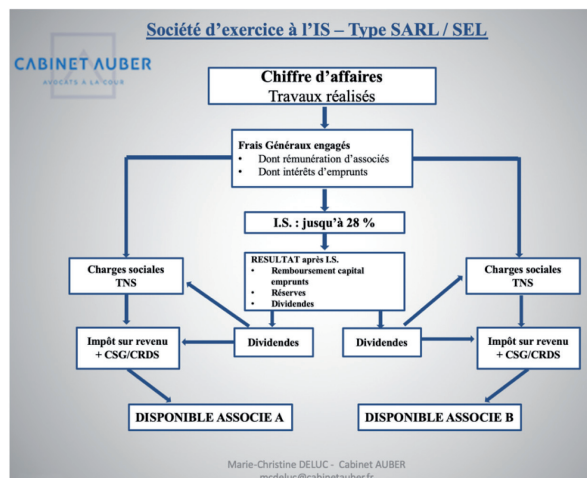 Société d'exercice à l'IS – Type SARL / SEL
CABINET AUBER
AVOCATS À LA COUR
Chiffre d'affaires
Travaux réalisés
Frais Généraux engagés
• Dont rémunération d'associés
• Dont intérêts d'emprunts
I.S. : jusqu'à 28 %
RESULTAT après I.S.
• Remboursement capital
emprunts
• Réserves
• Dividendes
Charges sociales
TNS
Charges sociales
TNS
Impôt sur revenu
+ CSG/CRDS
Dividendes
Dividendes
Impôt sur revenu
+ CSG/CRDS
DISPONIBLE ASSOCIE A
DISPONIBLE ASSOCIE B
Marie-Christine DELUC - Cabinet AUBER
mcdeluc@cabinetauber.fr